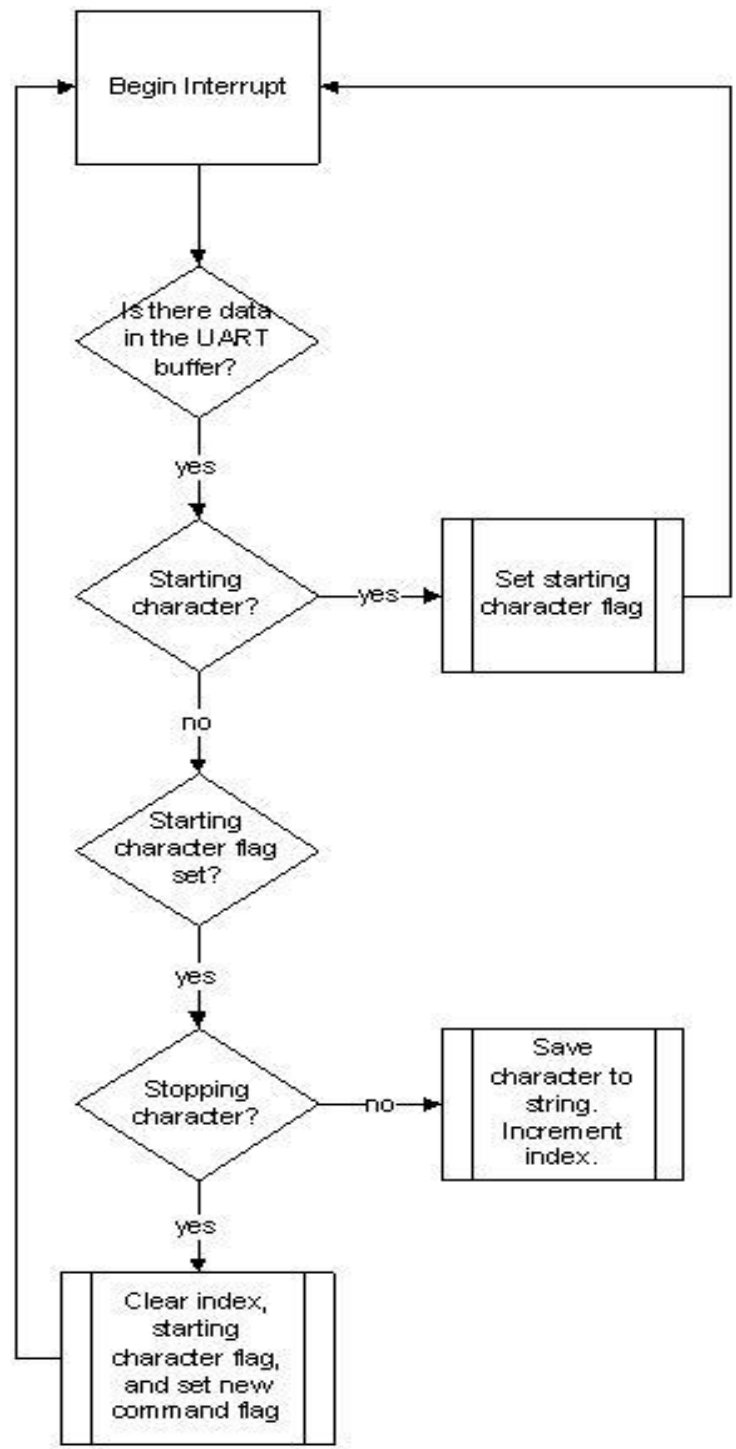 Begin Interrupt
Is there data
in the UART
buffer?
yes
Starting
character?
yes
Set starting
character flag
no
Starting
character flag
set?
yes
Stopping
character?
no
Save
character to
string.
Increment
index.
yes
Clear index,
starting
character flag,
and set new
command flag